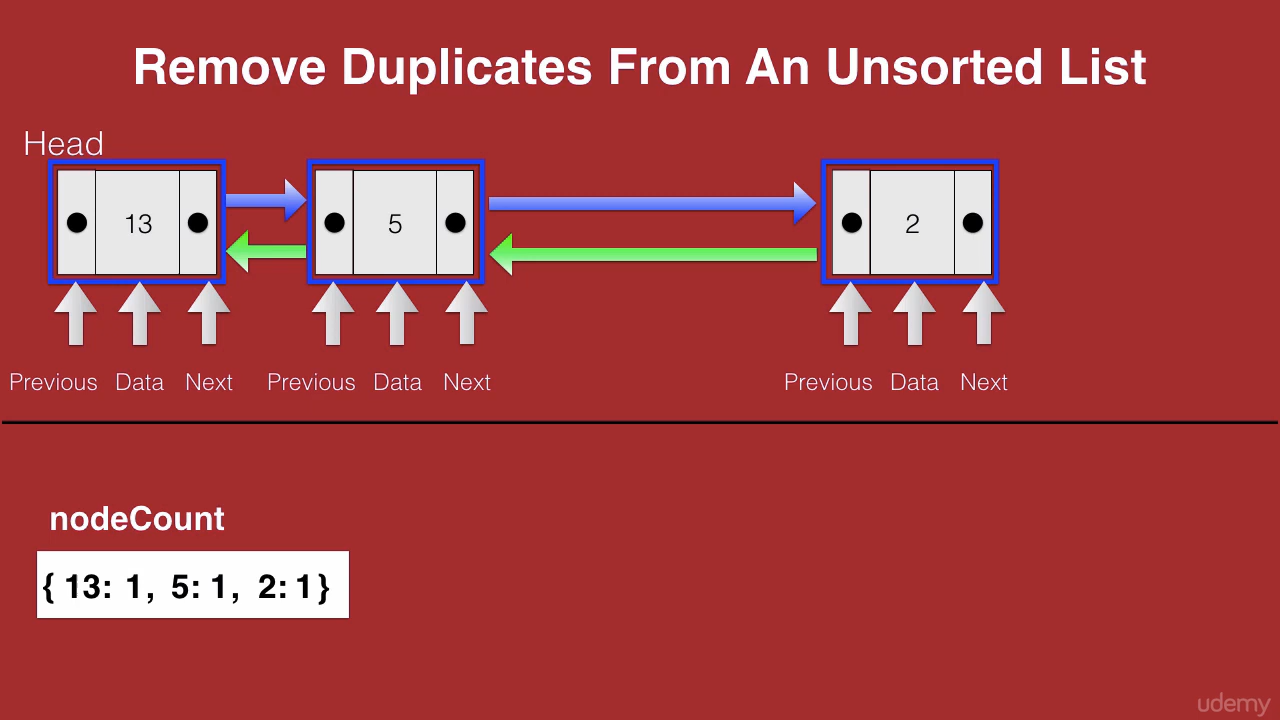 Remove Duplicates From An Unsorted List
Head
13 5 2
Previous Data Next Previous Data Next Previous Data Next
nodeCount
{ 13: 1, 5: 1, 2: 1 }
udemy